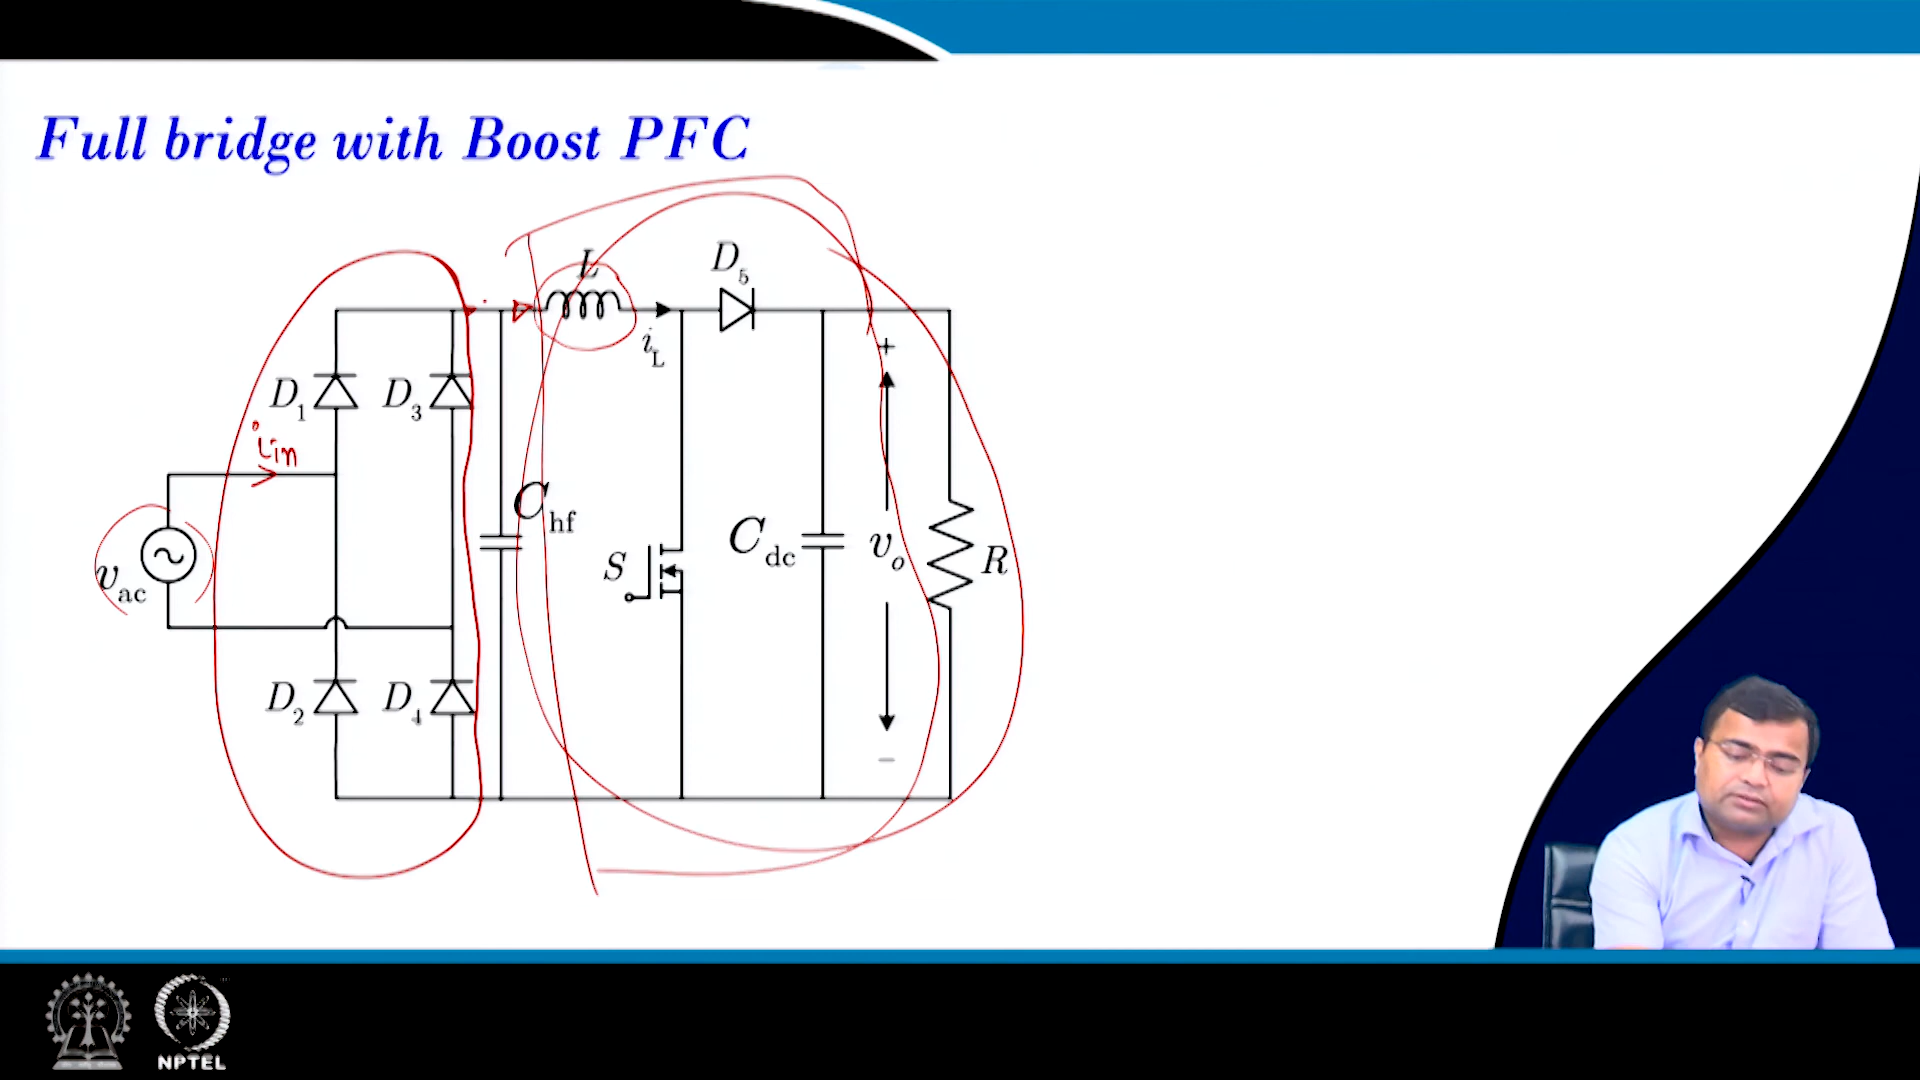 Full bridge with Boost PFC
L
D5
iL
+
D1
D3
iin
Chf
vac
S
Cdc
vo
R
D2
D4
−
NPTEL